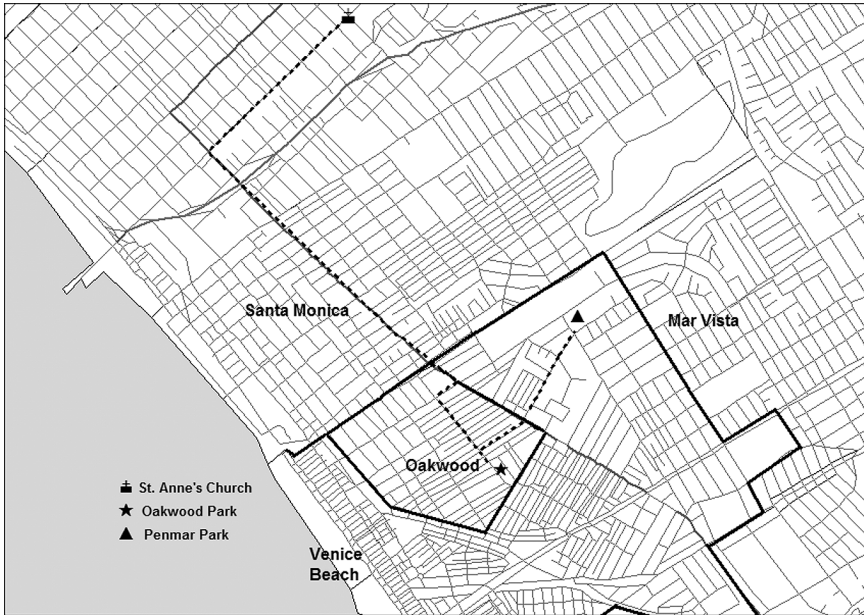 Santa Monica
Mar Vista
Oakwood
St. Anne's Church
Oakwood Park
Penmar Park
Venice
Beach